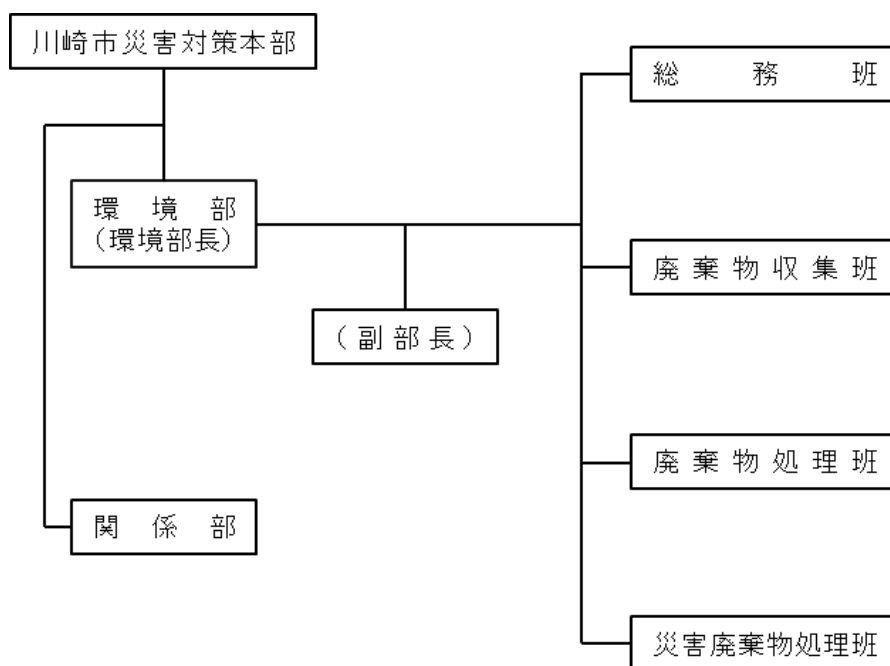 川崎市災害対策本部
環境部
（環境部長）
（副部長）
関係部
総務班
廃棄物収集班
廃棄物処理班
災害廃棄物処理班